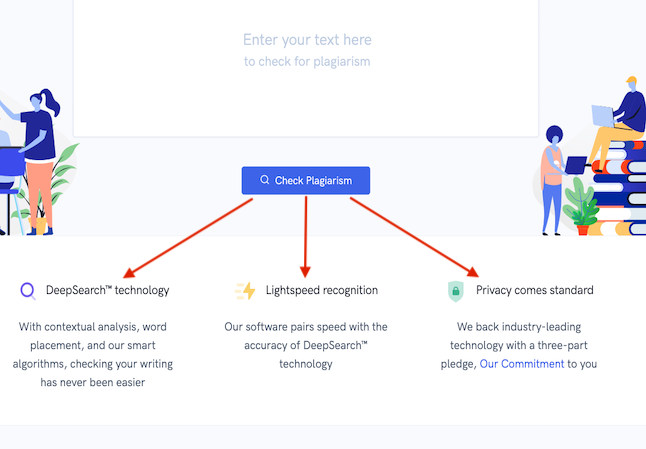 Enter your text here
to check for plagiarism
Check Plagiarism
DeepSearch™ technology
With contextual analysis, word
placement, and our smart
algorithms, checking your writing
has never been easier
Lightspeed recognition
Our software pairs speed with the
accuracy of DeepSearch™
technology
Privacy comes standard
We back industry-leading
technology with a three-part
pledge, Our Commitment to you